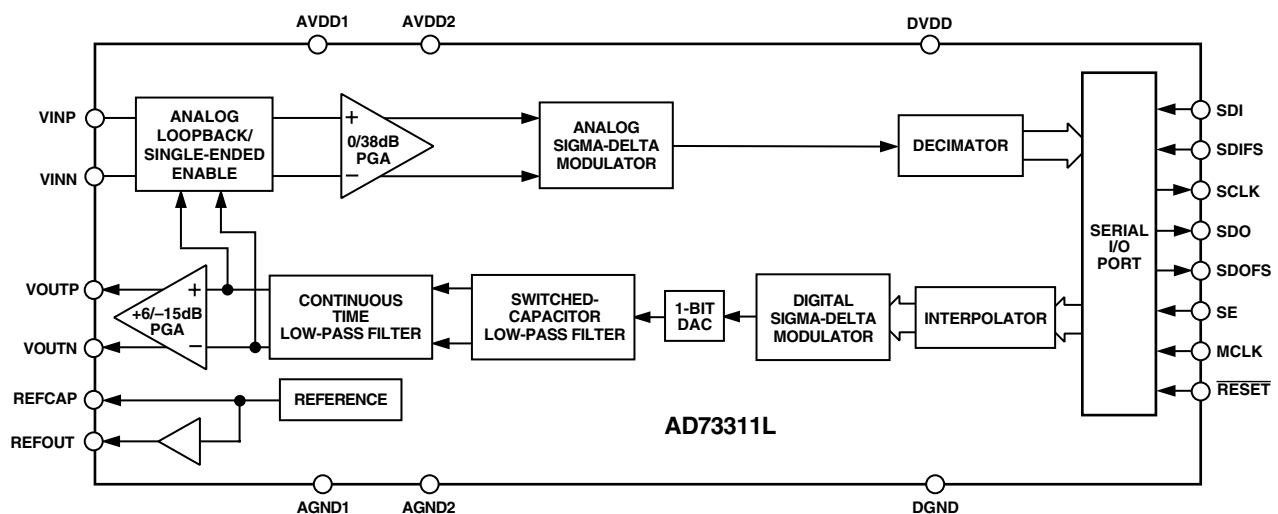 AVDD1
AVDD2
DVDD
VINP
VINN
VOUTP
VOUTN
REFCAP
REFOUT
ANALOG
LOOPBACK/
SINGLE-ENDED
ENABLE
+
0/38dB
PGA
–
ANALOG
SIGMA-DELTA
MODULATOR
DECIMATOR
SERIAL
I/O
PORT
SDI
SDIFS
SCLK
SDO
SDOFS
SE
MCLK
RESET
+
+6/–15dB
PGA
–
CONTINUOUS
TIME
LOW-PASS FILTER
SWITCHED-
CAPACITOR
LOW-PASS FILTER
1-BIT
DAC
DIGITAL
SIGMA-DELTA
MODULATOR
INTERPOLATOR
REFERENCE
AD73311L
AGND1
AGND2
DGND